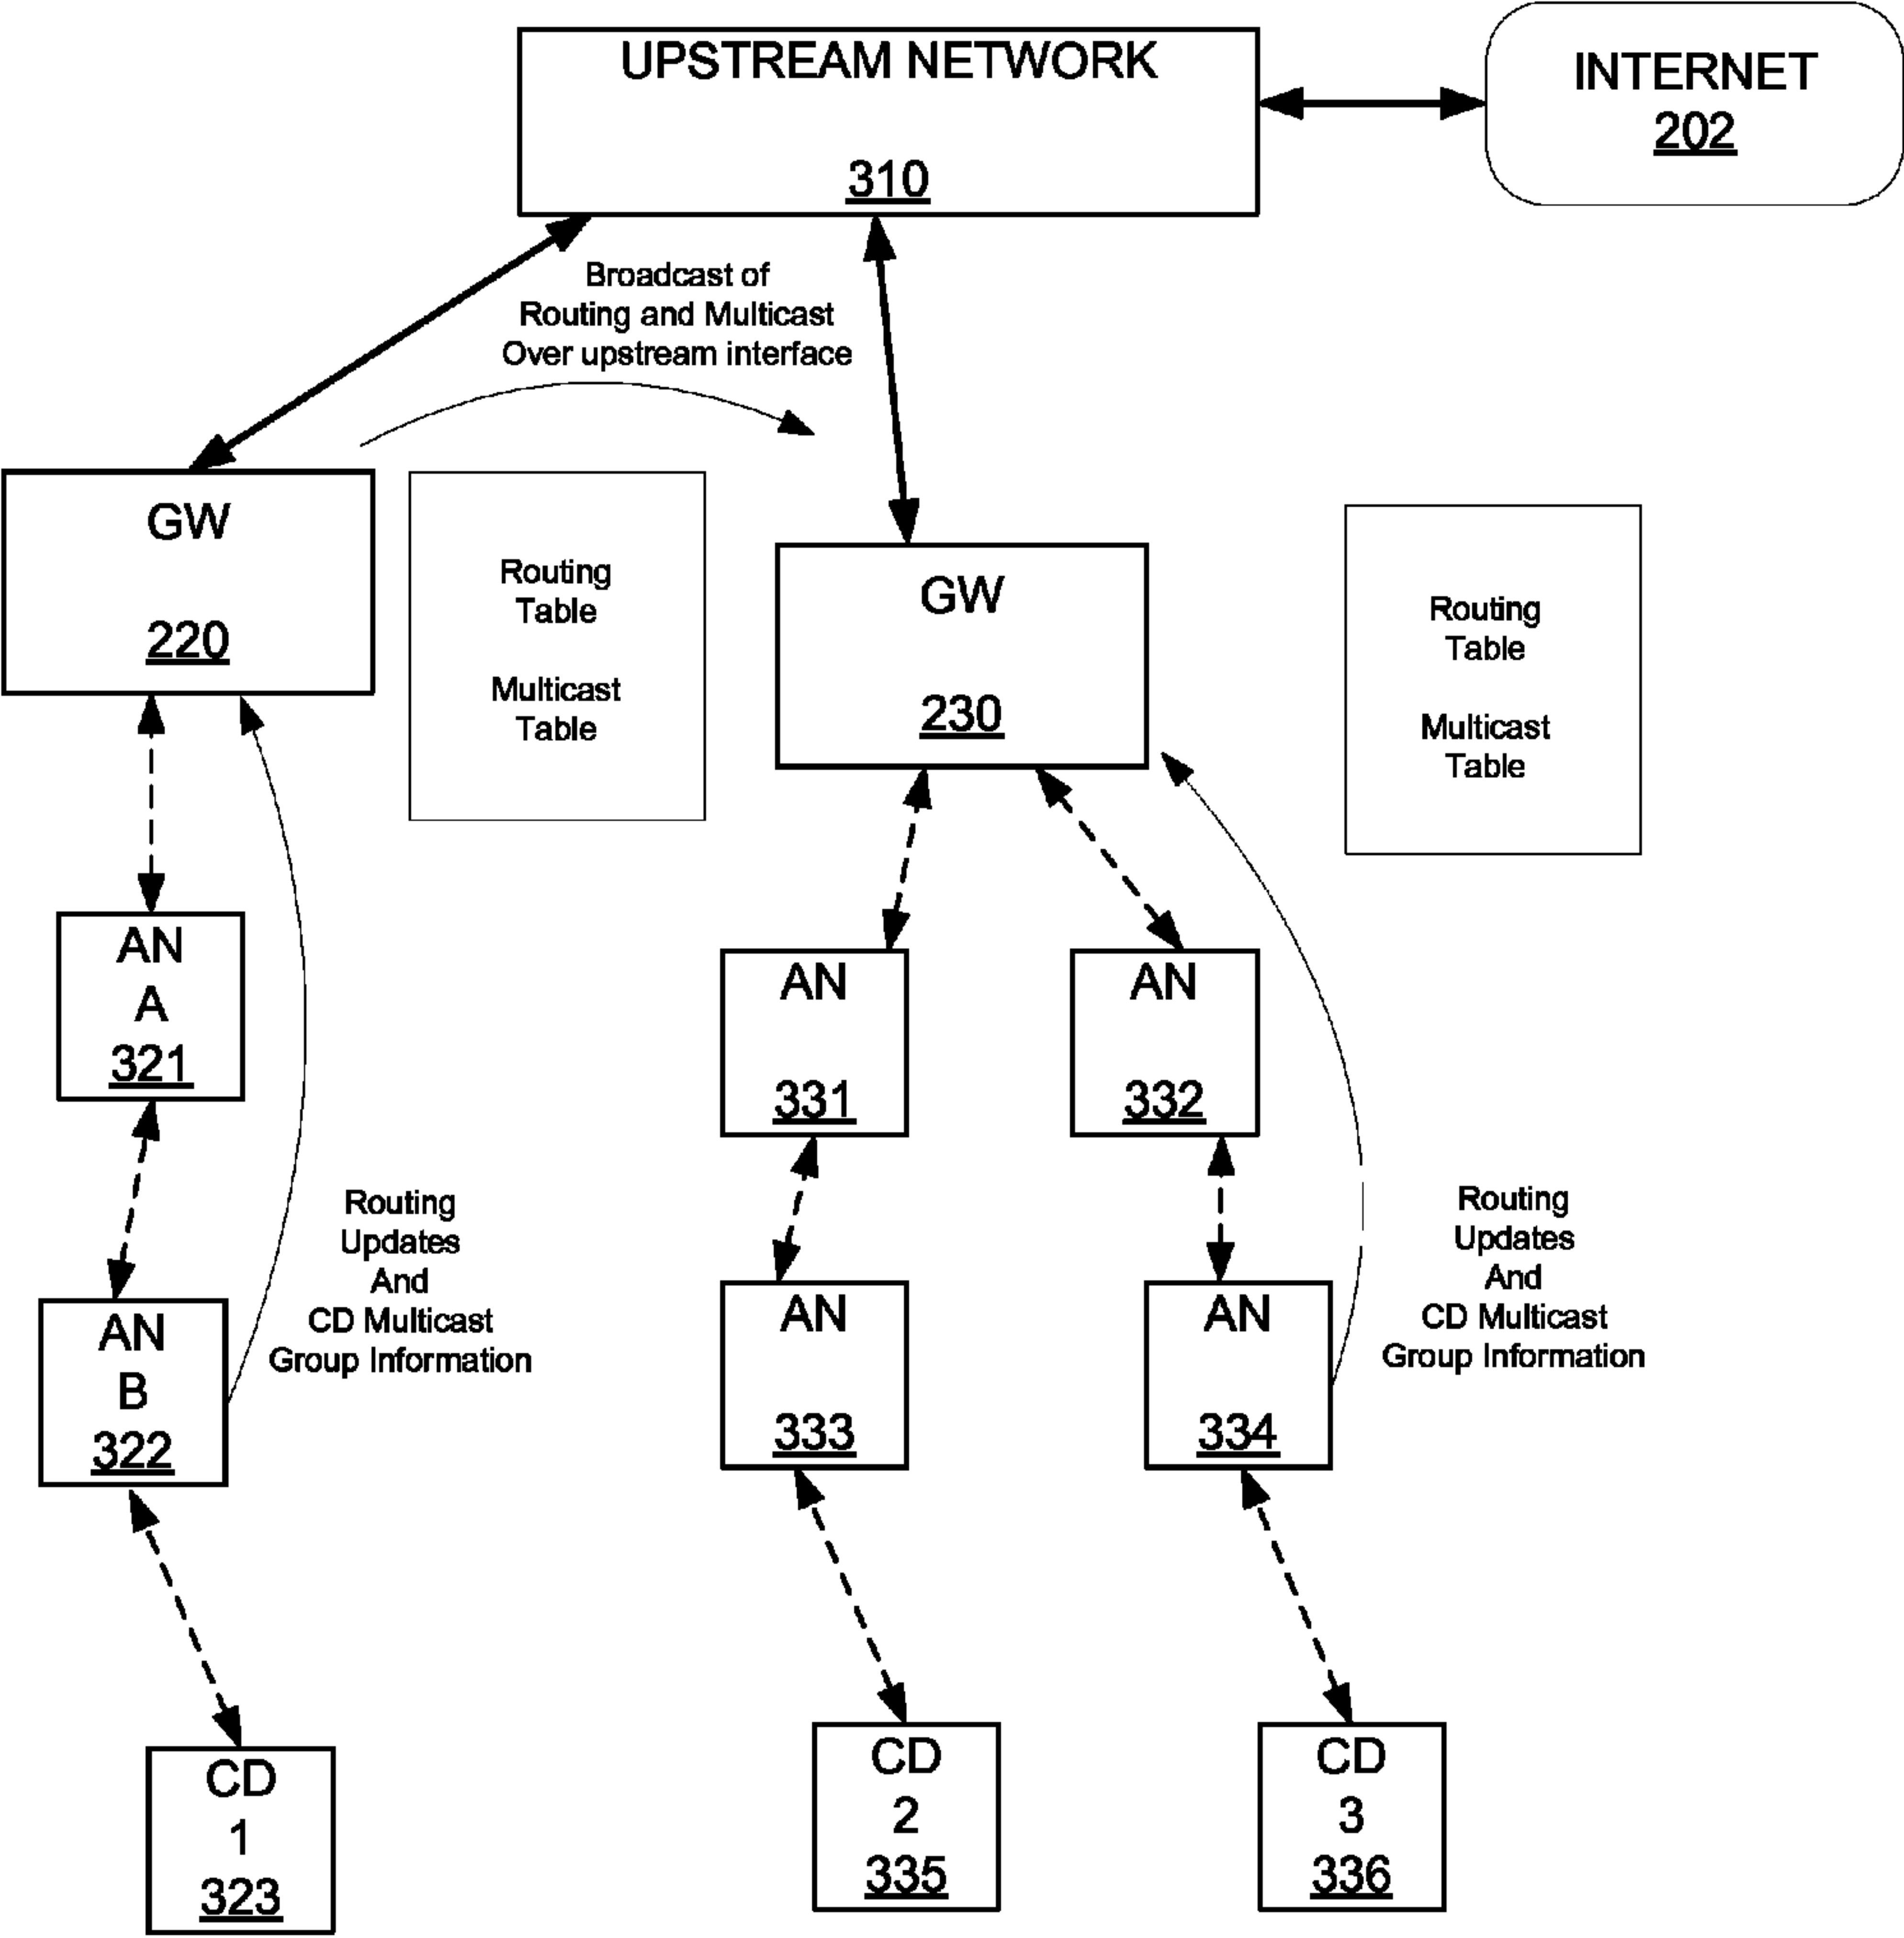 UPSTREAM NETWORK
310
INTERNET
202
Broadcast of
Routing and Multicast
Over upstream interface
GW
220
Routing
Table
Multicast
Table
GW
230
Routing
Table
Multicast
Table
AN
A
321
AN
331
AN
332
Routing
Updates
And
CD Multicast
Group Information
AN
B
322
AN
333
AN
334
Routing
Updates
And
CD Multicast
Group Information
CD
1
323
CD
2
335
CD
3
336